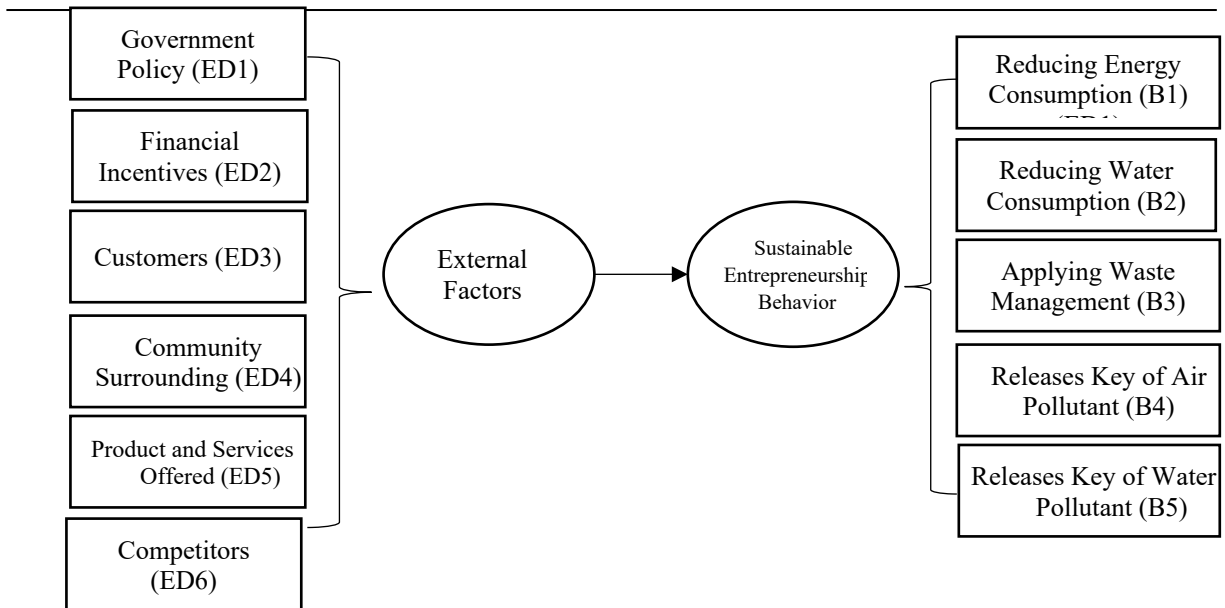 Government
Policy (ED1)
Financial
Incentives (ED2)
Customers (ED3)
Community
Surrounding (ED4)
Product and Services
Offered (ED5)
Competitors
(ED6)
External
Factors
Sustainable
Entrepreneurship
Behavior
Reducing Energy
Consumption (B1)
Reducing Water
Consumption (B2)
Applying Waste
Management (B3)
Releases Key of Air
Pollutant (B4)
Releases Key of Water
Pollutant (B5)